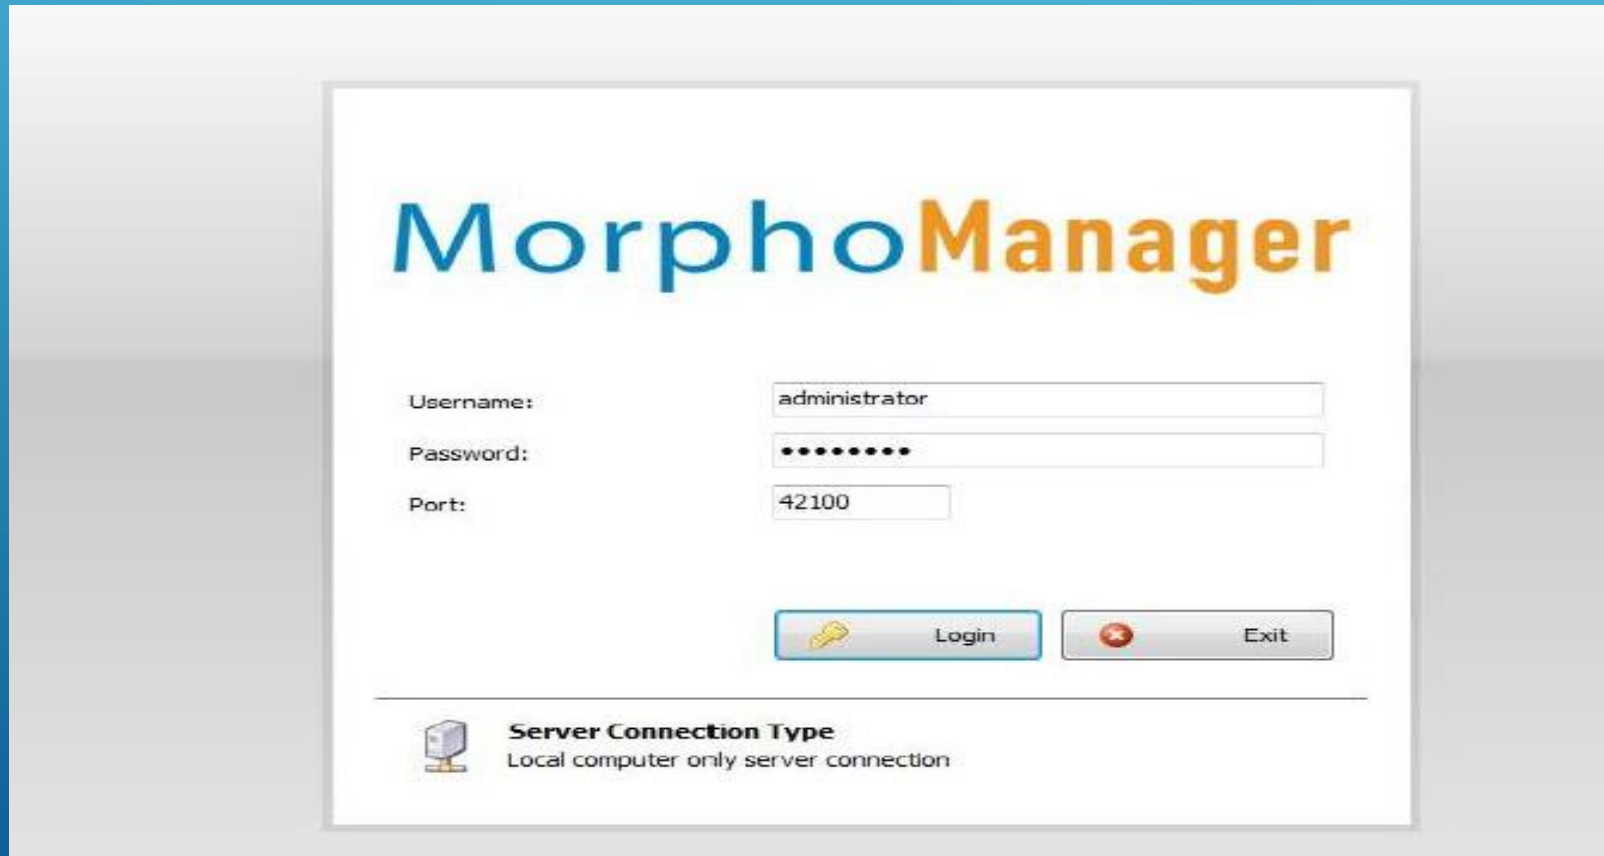 MorphoManager
Username: administrator
Password: ••••••••
Port: 42100
Login Exit
Server Connection Type
Local computer only server connection